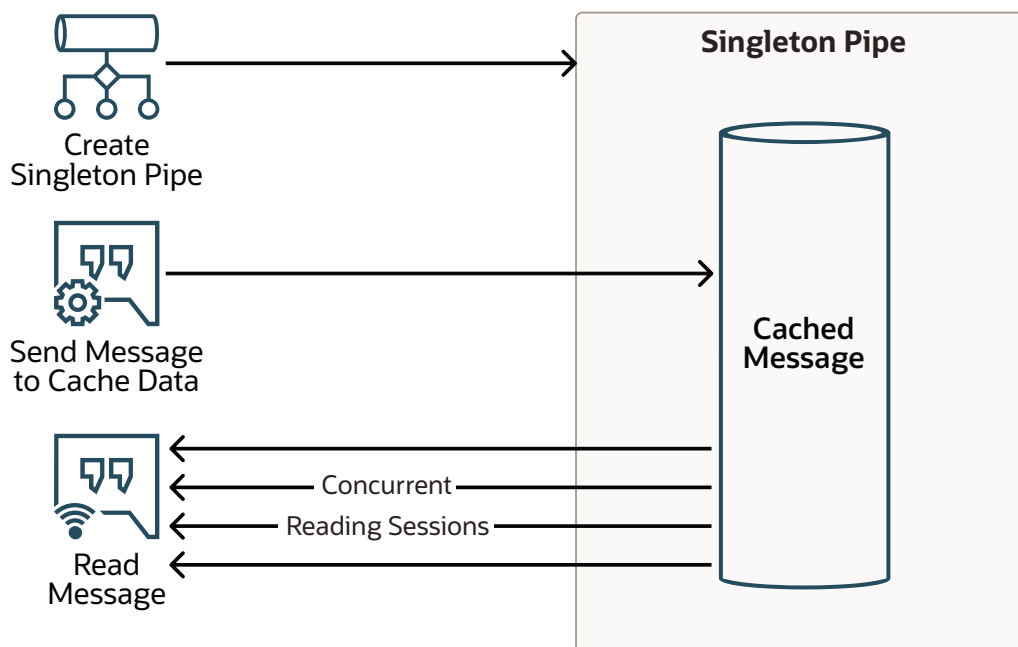 Singleton Pipe
Create
Singleton Pipe
Send Message
to Cache Data
Cached
Message
Concurrent
Reading Sessions
Read
Message